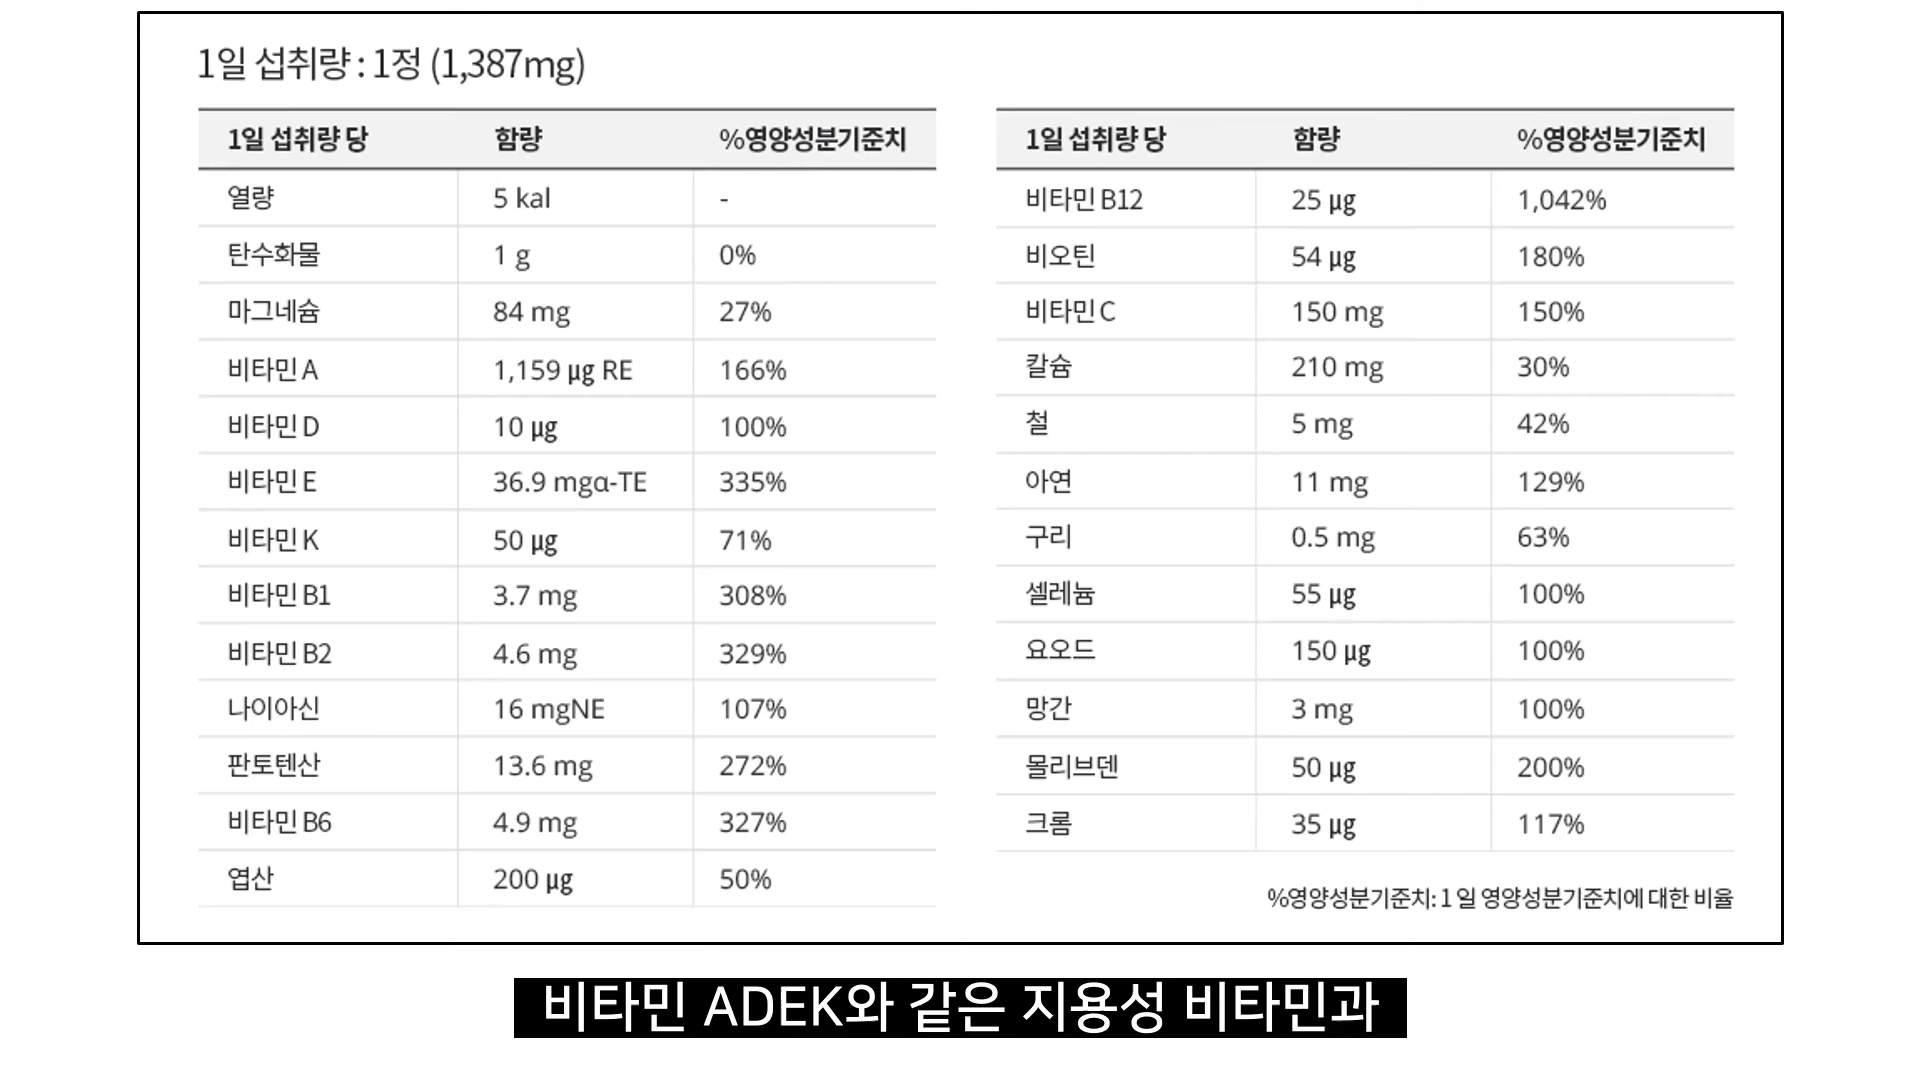 1일 섭취량 : 1정 (1,387mg)
1일 섭취량 당 함량 %영양성분기준치
열량 5 kal -
탄수화물 1 g 0%
마그네슘 84 mg 27%
비타민 A 1,159 µg RE 166%
비타민 D 10 µg 100%
비타민 E 36.9 mgα-TE 335%
비타민 K 50 µg 71%
비타민 B1 3.7 mg 308%
비타민 B2 4.6 mg 329%
나이아신 16 mgNE 107%
판토텐산 13.6 mg 272%
비타민 B6 4.9 mg 327%
엽산 200 µg 50%
1일 섭취량 당 함량 %영양성분기준치
비타민 B12 25 µg 1,042%
비오틴 54 µg 180%
비타민 C 150 mg 150%
칼슘 210 mg 30%
철 5 mg 42%
아연 11 mg 129%
구리 0.5 mg 63%
셀레늄 55 µg 100%
요오드 150 µg 100%
망간 3 mg 100%
몰리브덴 50 µg 200%
크롬 35 µg 117%
%영양성분기준치: 1일 영양성분기준치에 대한 비율
비타민 ADEK와 같은 지용성 비타민과